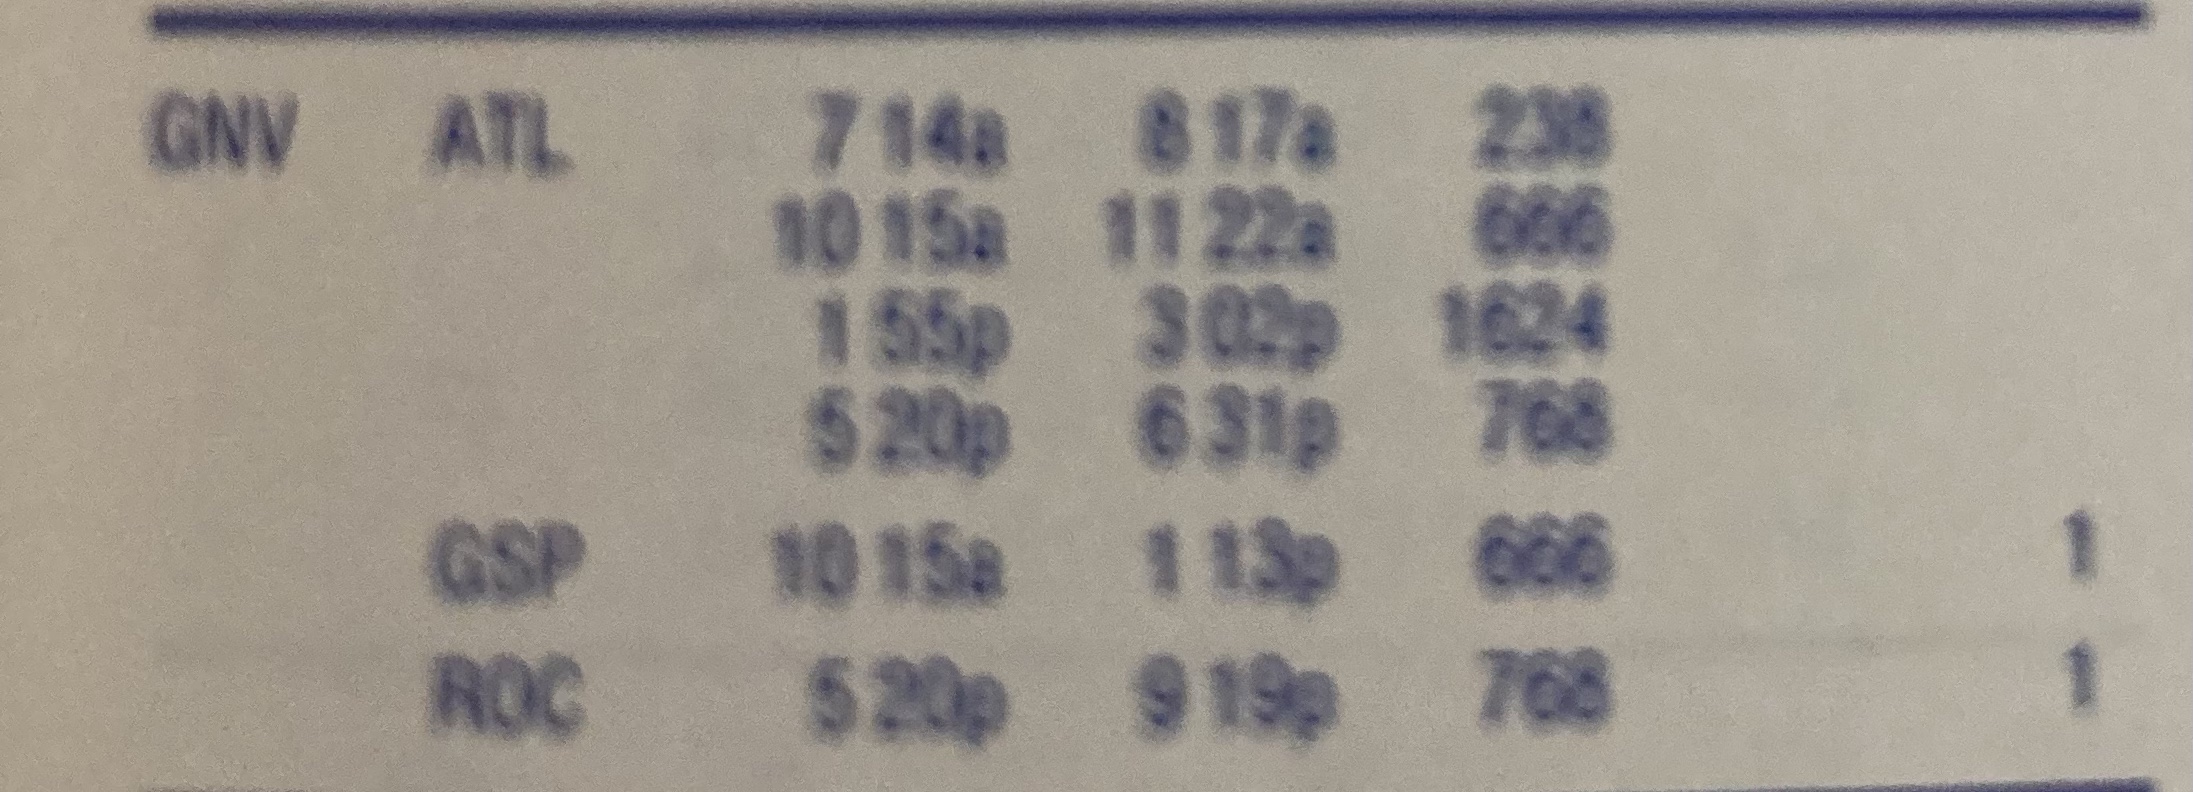 GNV ATL 7 14a 8 17a 238
10 15a 11 22a 666
1 55p 3 02p 1624
5 20p 6 31p 768
GSP 10 15a 1 13p 666 1
ROC 5 20p 9 19p 768 1